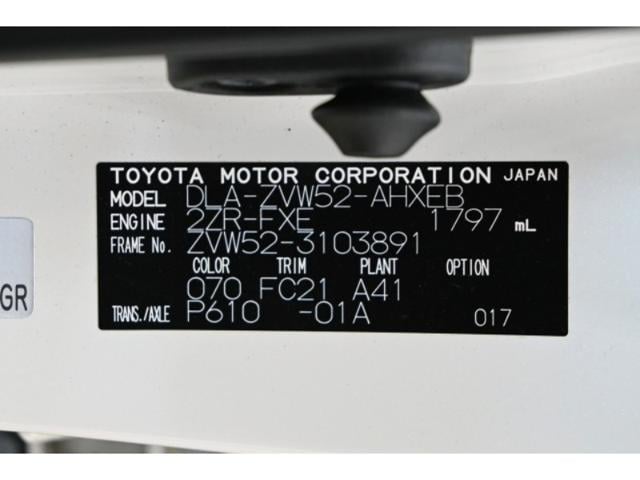 TOYOTA MOTOR CORPORATION JAPAN
MODEL DLA-ZVW52-AHXEB
ENGINE 2ZR-FXE 1797 mL
FRAME No. ZVW52-3103891
COLOR TRIM PLANT OPTION
070 FC21 A41
TRANS./AXLE P610 -01A 017
GR